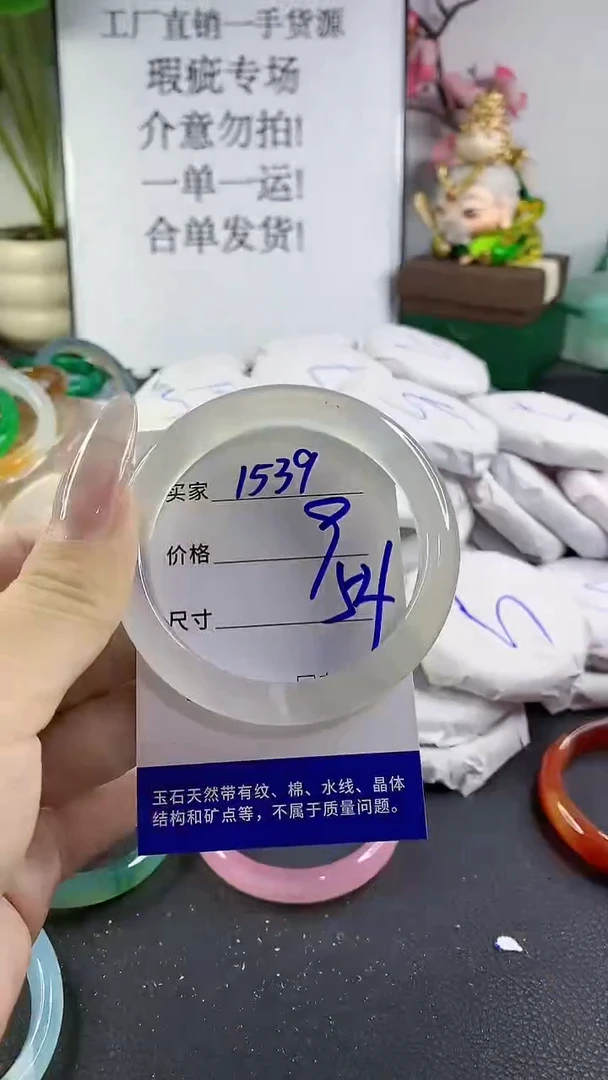 工厂直销一手货源
瑕疵专场
介意勿拍!
一单一运!
合单发货!
买家 1539
价格 9
尺寸 54
玉石天然带有纹、棉、水线、晶体
结构和矿点等，不属于质量问题。